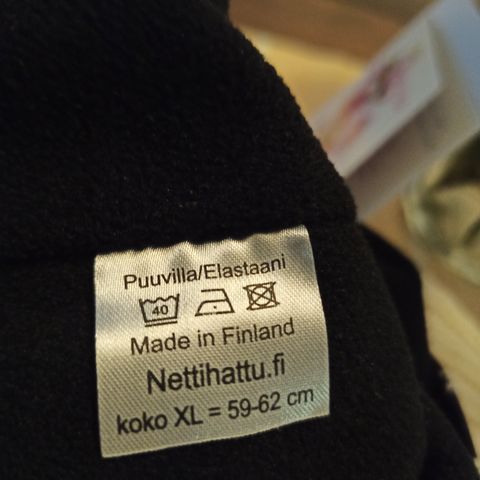 Puuvilla/Elastaani
40
Made in Finland
Nettihattu.fi
koko XL = 59-62 cm